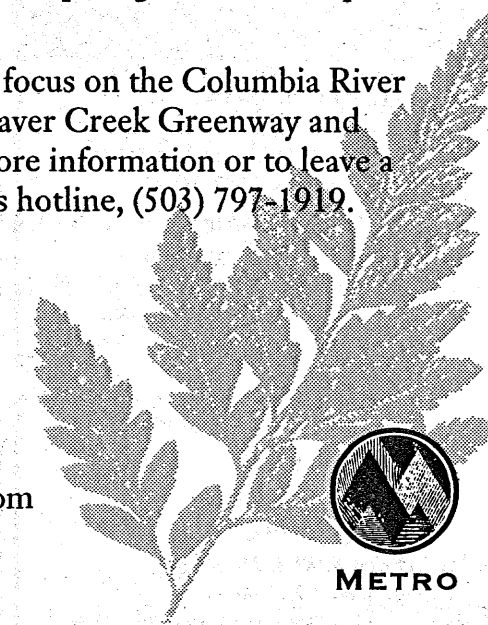 focus on the Columbia River
aver Creek Greenway and
ore information or to leave a
s hotline, (503) 797-1919.
om
METRO